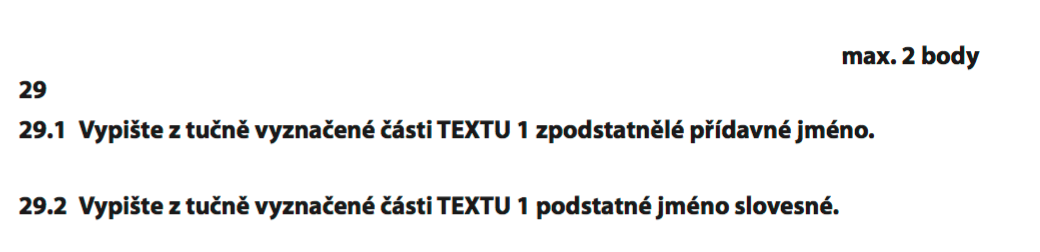 max. 2 body
29
29.1 Vypište z tučně vyznačené části TEXTU 1 zpodstatnělé přídavné jméno.
29.2 Vypište z tučně vyznačené části TEXTU 1 podstatné jméno slovesné.